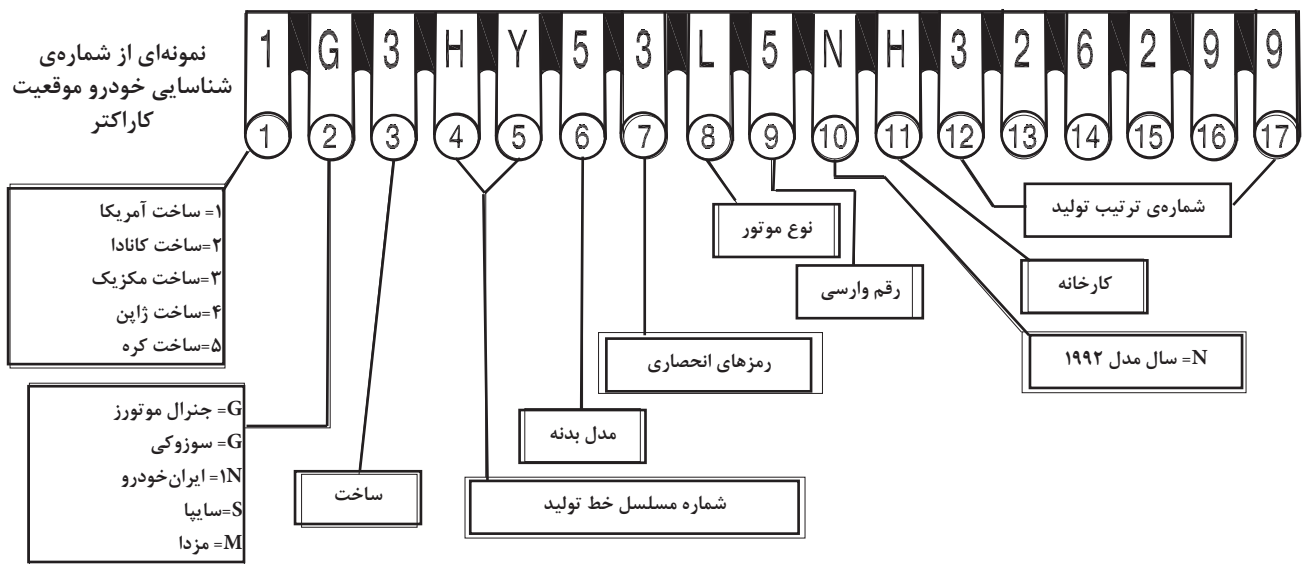 نمونه‌ای از شماره‌ی
شناسایی خودرو موقعیت
کاراکتر
1 G 3 H Y 5 3 L 5 N H 3 2 6 2 9 9
1 2 3 4 5 6 7 8 9 10 11 12 13 14 15 16 17
۱= ساخت آمریکا
۲=ساخت کانادا
۳=ساخت مکزیک
۴=ساخت ژاپن
۵=ساخت کره
شماره‌ی ترتیب تولید
نوع موتور
کارخانه
رقم وارسی
N= سال مدل ۱۹۹۲
رمزهای انحصاری
G= جنرال موتورز
G= سوزوکی
۱N= ایران‌خودرو
S=سایپا
M= مزدا
مدل بدنه
ساخت
شماره مسلسل خط تولید